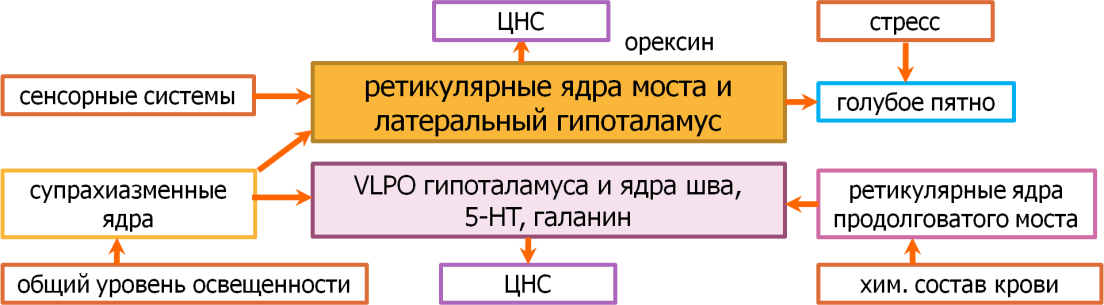 ЦНС
стресс
орексин
сенсорные системы
ретикулярные ядра моста и
латеральный гипоталамус
голубое пятно
супрахиазменные
ядра
VLPO гипоталамуса и ядра шва,
5-НТ, галанин
ретикулярные ядра
продолговатого моста
общий уровень освещенности
ЦНС
хим. состав крови